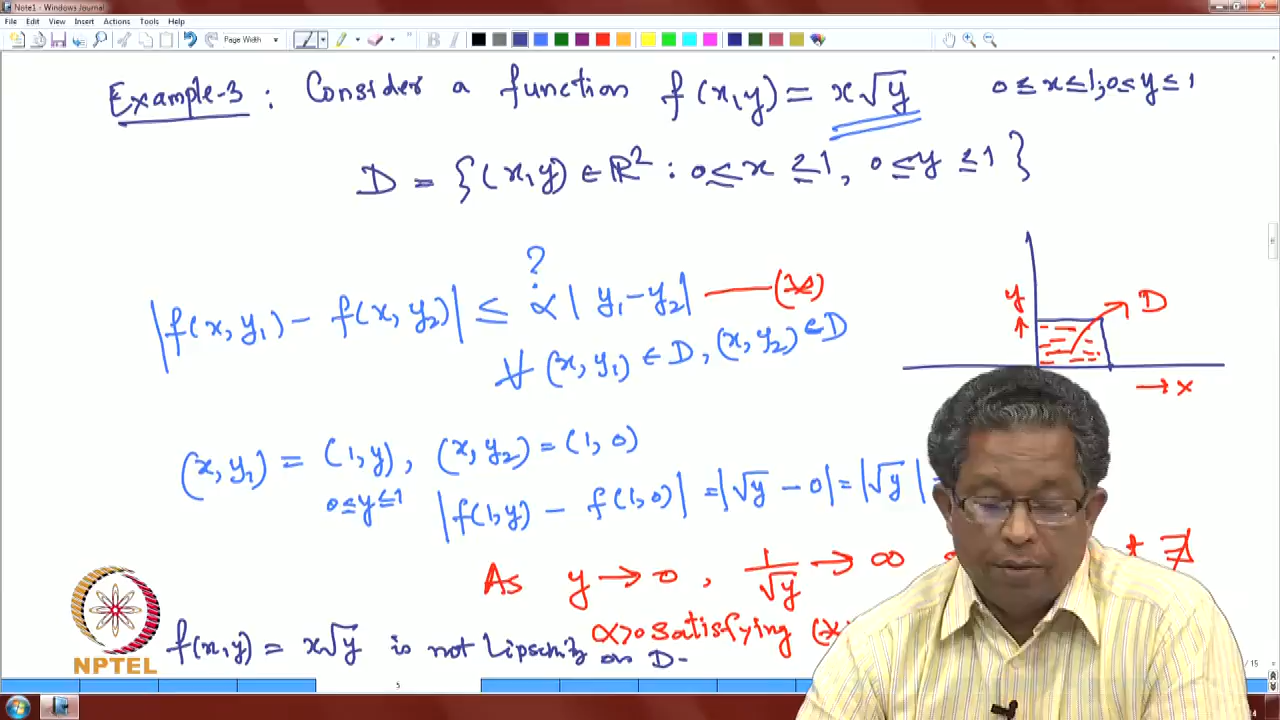 Note1 - Windows Journal
File Edit View Insert Actions Tools Help
Page Width
B I
Example-3 : Consider a function f(x,y) = x√y 0≤x≤1; 0≤y≤1
D = {(x,y) ∈ ℝ² : 0≤x≥1, 0≤y≥1}
?
|f(x,y₁) - f(x,y₂)| ≤ α|y₁-y₂| —(*)
∀ (x,y₁) ∈ D, (x,y₂) ∈ D
y ↑ D
→ x
(x,y₁) = (1,y), (x,y₂) = (1,0)
0≤y≤1
|f(1,y) - f(1,0)| = |√y - 0| = |√y|
As y → 0, 1/√y → ∞ ∄
α>0 satisfying
f(x,y) = x√y is not Lipschitz on D.
NPTEL
5
/ 15